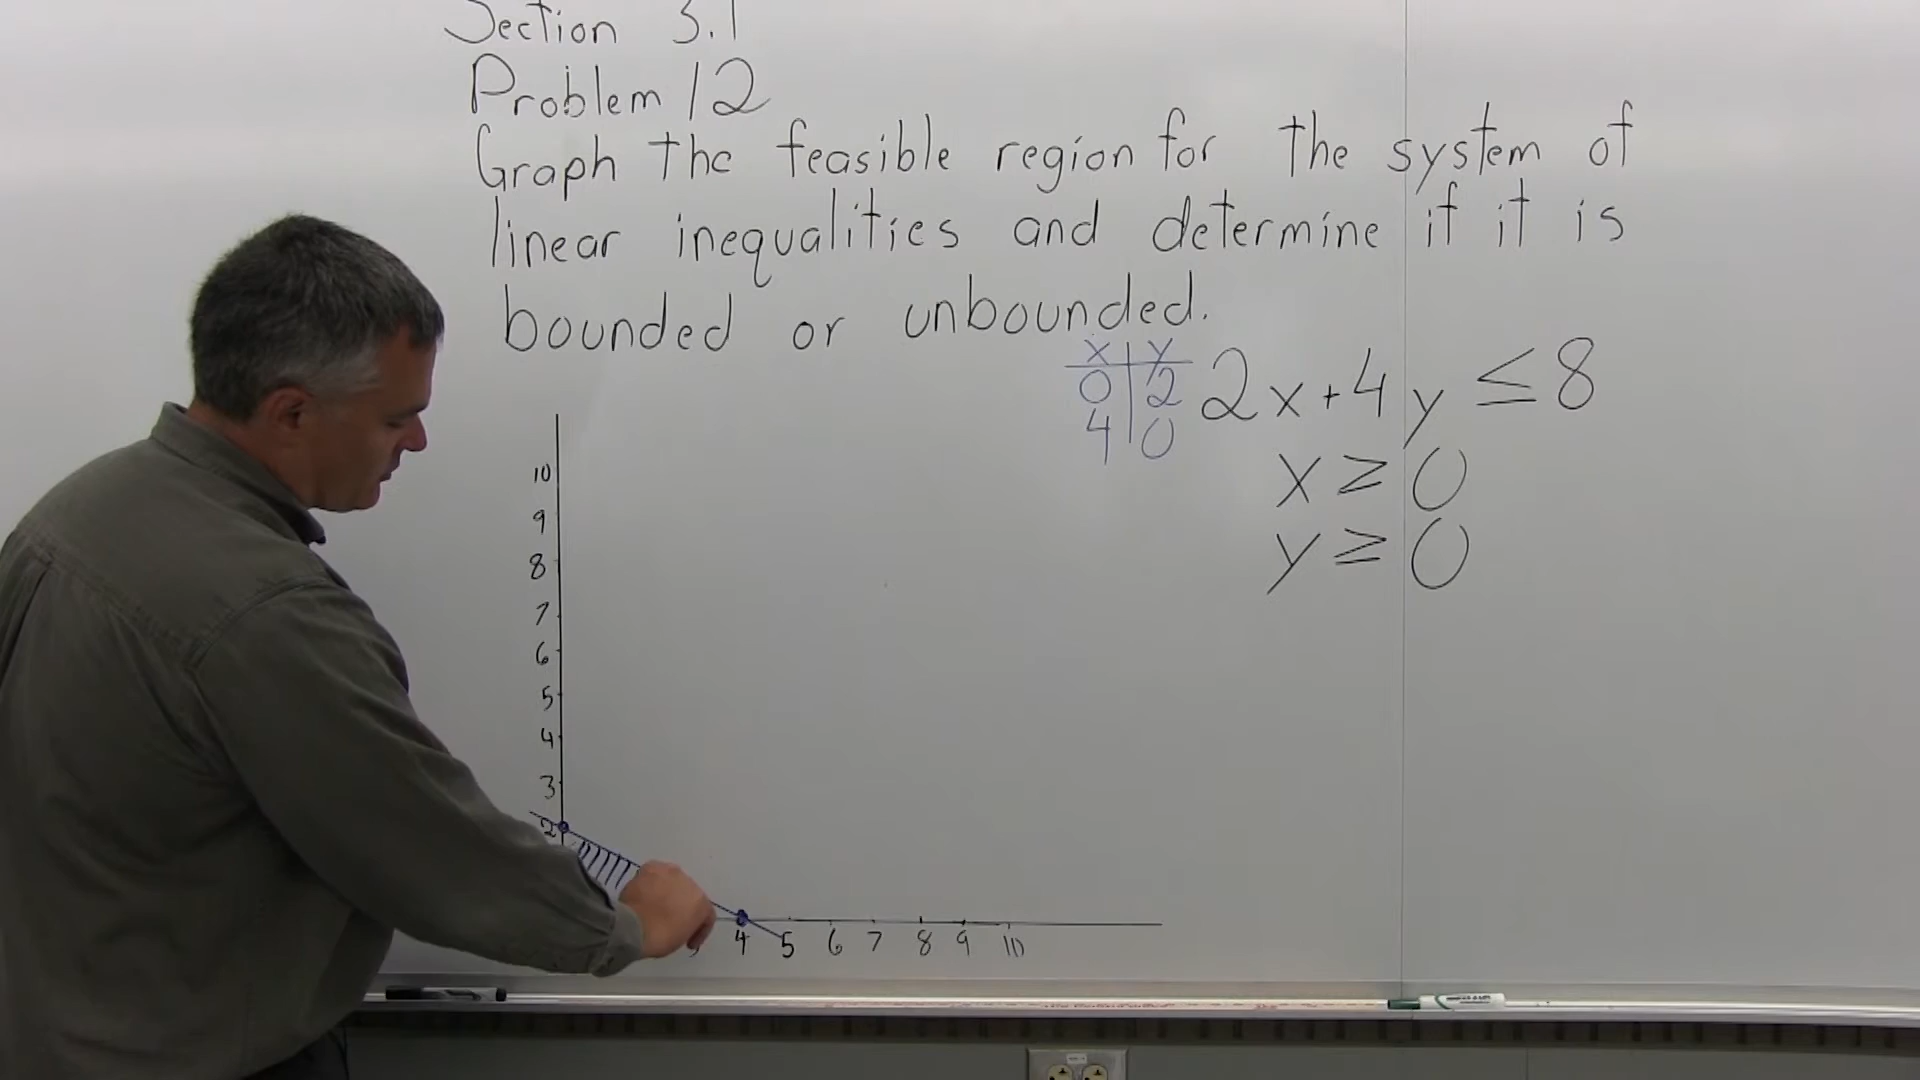 Section 3.1
Problem 12
Graph the feasible region for the system of
linear inequalities and determine if it is
bounded or unbounded.
x y
0 2
4 0
2x+4y ≤ 8
x ≥ 0
y ≥ 0
10
9
8
7
6
5
4
3
2
4 5 6 7 8 9 10